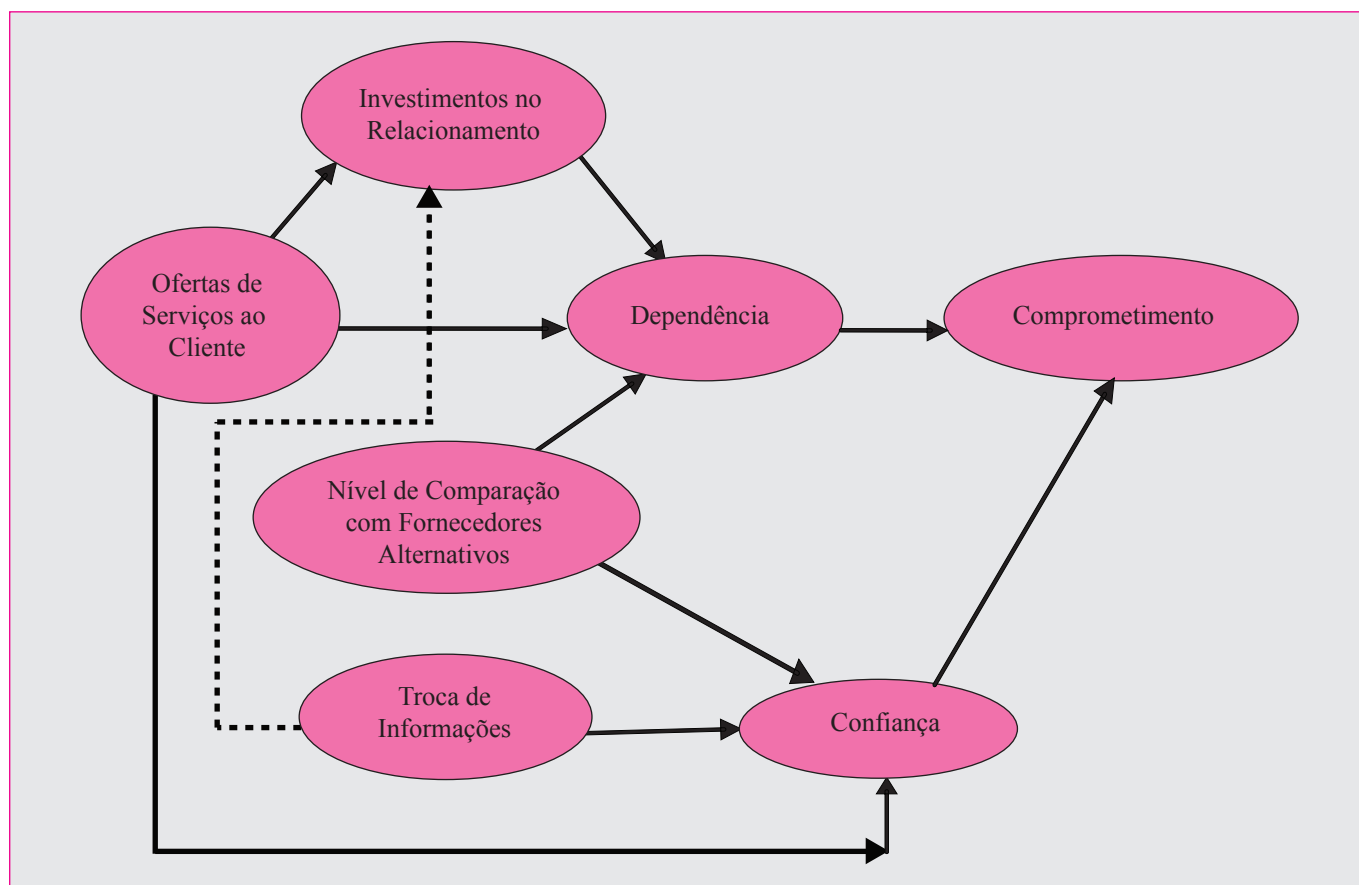 Investimentos no
Relacionamento
Ofertas de
Serviços ao
Cliente
Dependência
Comprometimento
Nível de Comparação
com Fornecedores
Alternativos
Troca de
Informações
Confiança